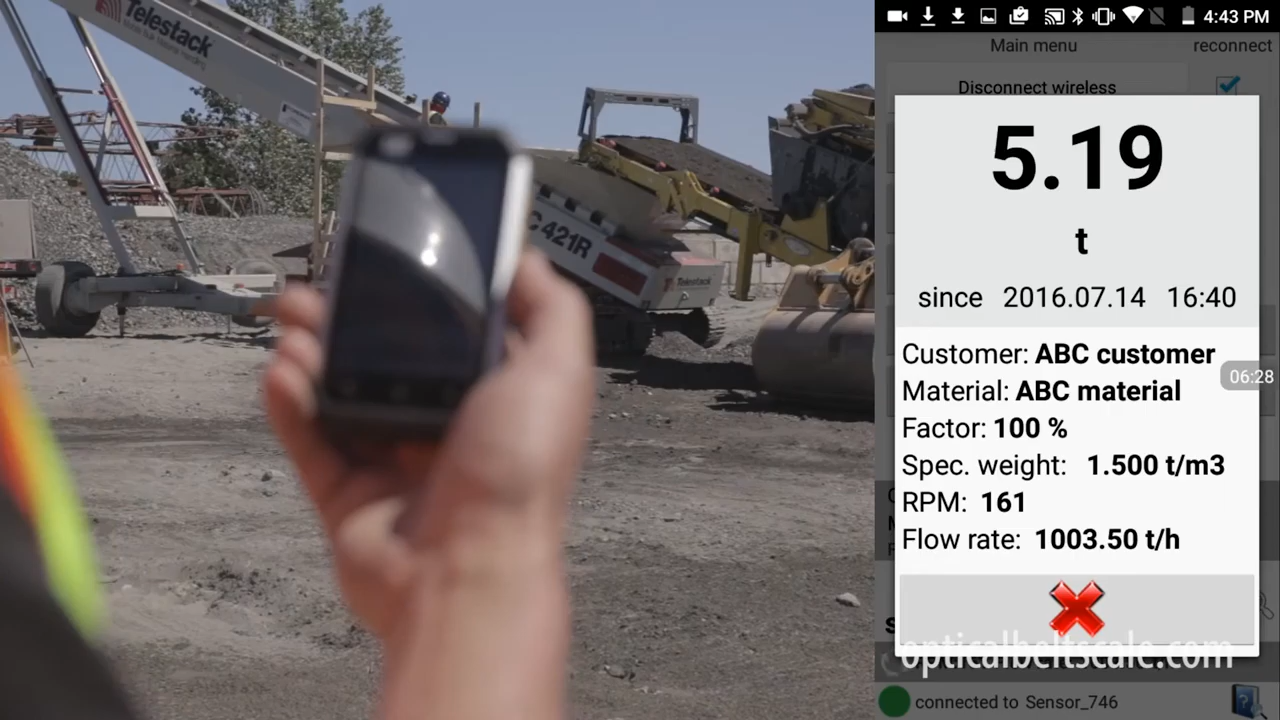 Telestack
C 421R
Telestack
4:43 PM
Main menu
reconnect
Disconnect wireless
5.19
t
since 2016.07.14 16:40
Customer: ABC customer
Material: ABC material
Factor: 100 %
Spec. weight: 1.500 t/m3
RPM: 161
Flow rate: 1003.50 t/h
06:28
opticalbeltscale.com
connected to Sensor_746